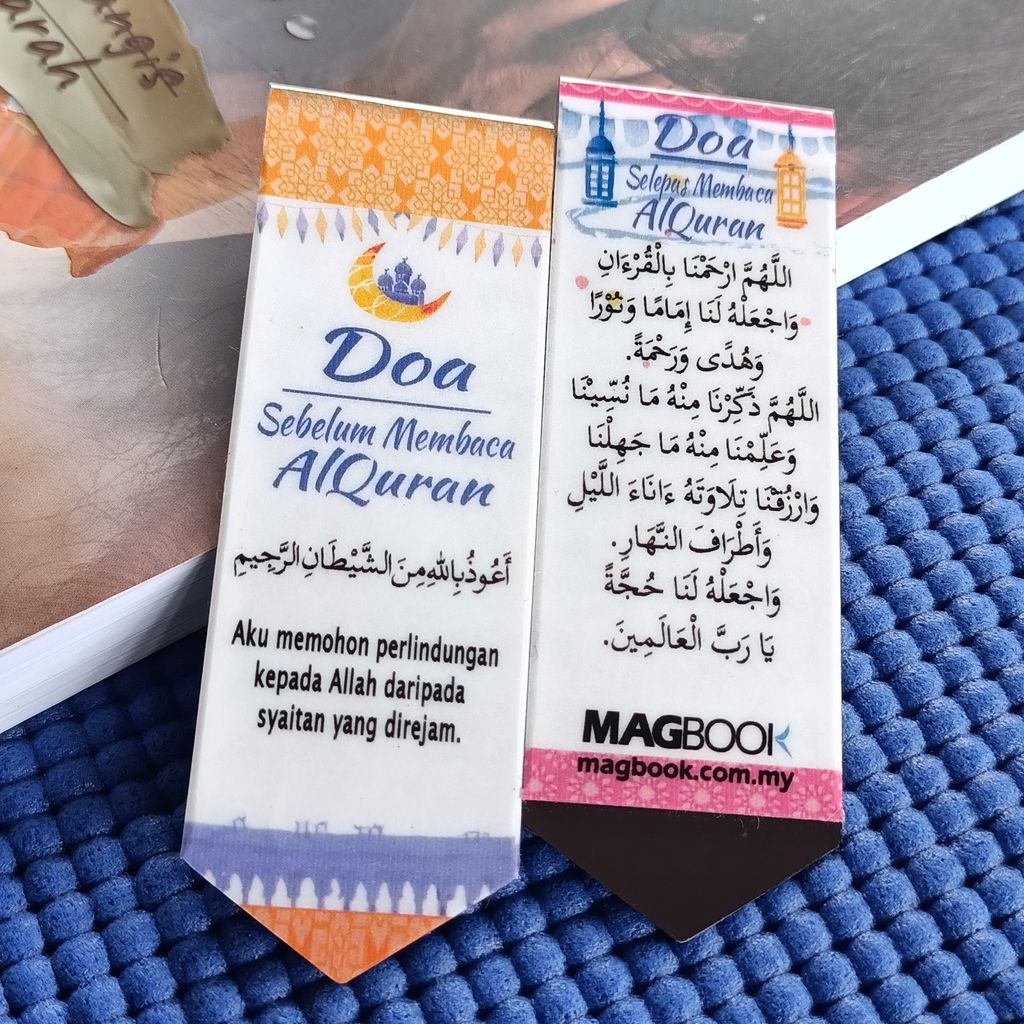 arah
Doa
Sebelum Membaca
AlQuran
أَعُوذُ بِاللهِ مِنَ الشَّيْطَانِ الرَّجِيمِ
Aku memohon perlindungan
kepada Allah daripada
syaitan yang direjam.
Doa
Selepas Membaca
AlQuran
اللَّهُمَّ ارْحَمْنَا بِالْقُرْءَانِ
وَاجْعَلْهُ لَنَا إِمَامًا وَنُوْرًا
وَهُدًى وَرَحْمَةً.
اللَّهُمَّ ذَكِّرْنَا مِنْهُ مَا نُسِّيْنَا
وَعَلِّمْنَا مِنْهُ مَا جَهِلْنَا
وَارْزُقْنَا تِلَاوَتَهُ ءَانَاءَ اللَّيْلِ
وَأَطْرَافَ النَّهَارِ.
وَاجْعَلْهُ لَنَا حُجَّةً
يَا رَبَّ الْعَالَمِينَ.
MAGBOOK
magbook.com.my